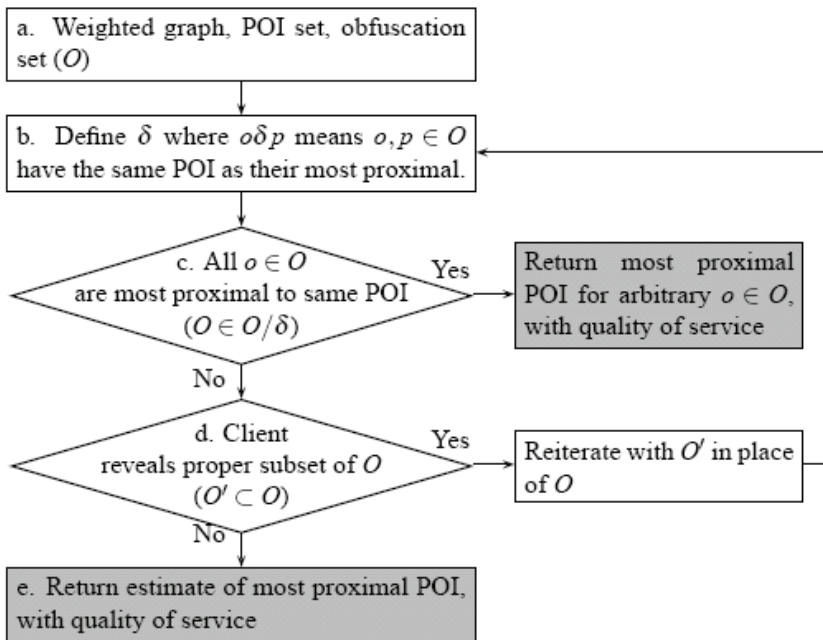 a. Weighted graph, POI set, obfuscation
set (O)
b. Define δ where oδp means o, p ∈ O
have the same POI as their most proximal.
c. All o ∈ O
are most proximal to same POI
(O ∈ O/δ)
Yes
Return most proximal
POI for arbitrary o ∈ O,
with quality of service
No
d. Client
reveals proper subset of O
(O′ ⊂ O)
Yes
Reiterate with O′ in place
of O
No
e. Return estimate of most proximal POI,
with quality of service